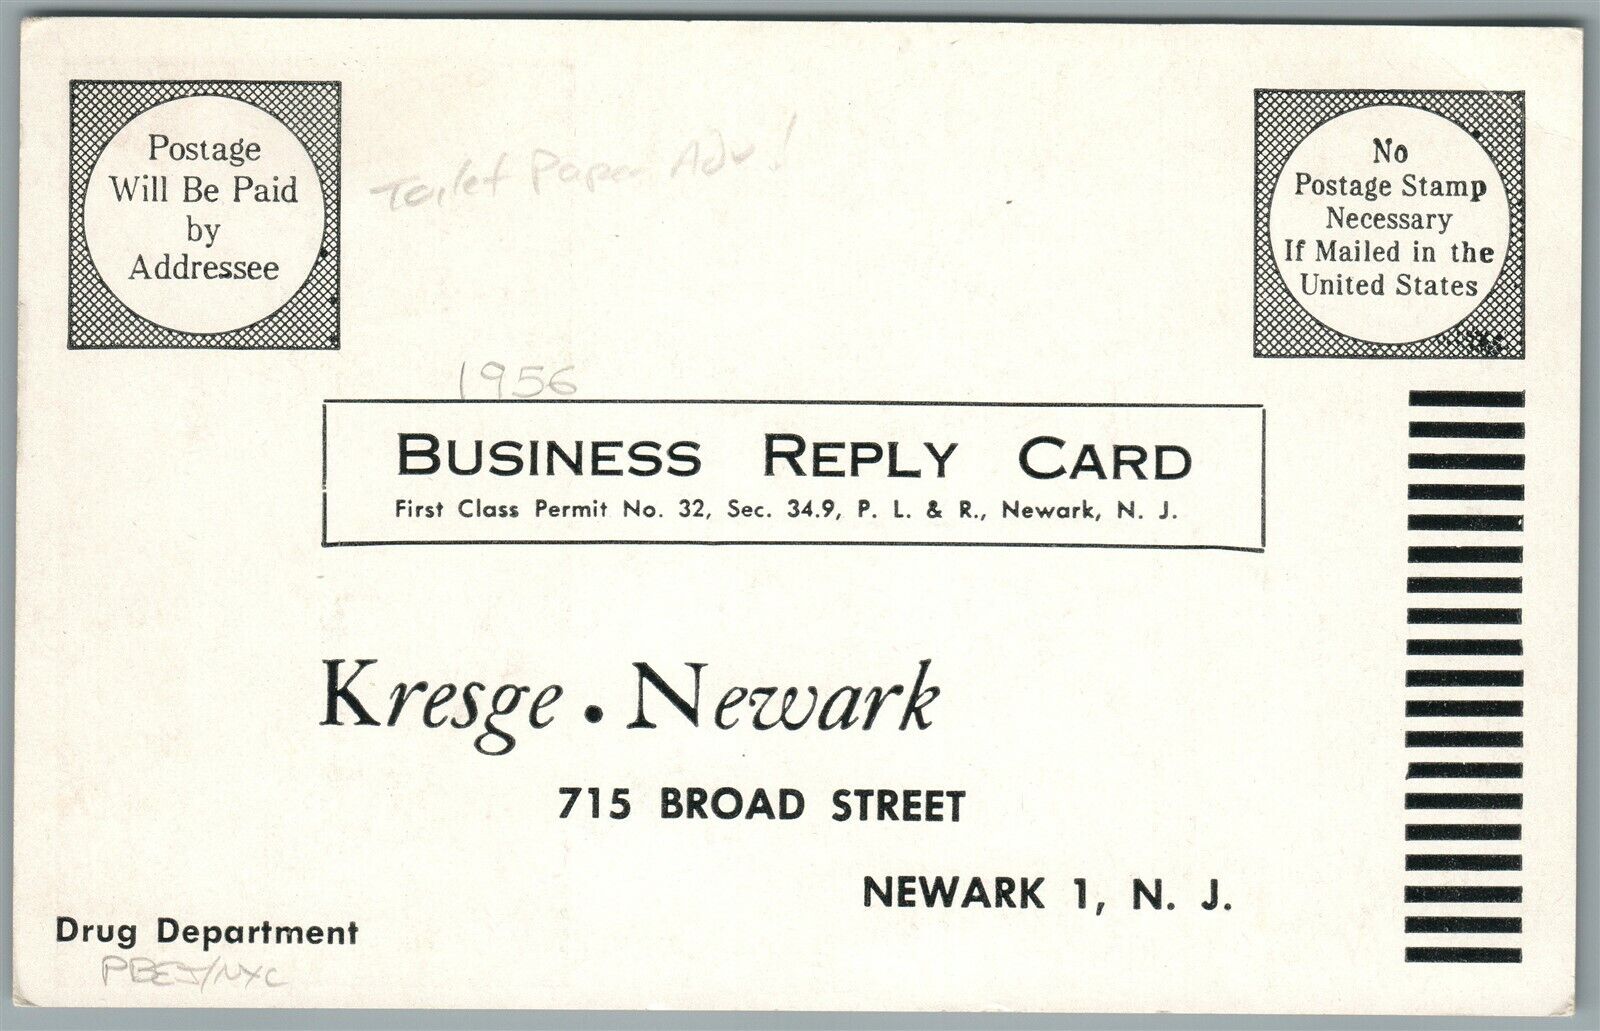 Postage
Will Be Paid
by
Addressee
Toilet Paper Adv!
No
Postage Stamp
Necessary
If Mailed in the
United States
1956
BUSINESS REPLY CARD
First Class Permit No. 32, Sec. 34.9, P. L. & R., Newark, N. J.
Kresge • Newark
715 BROAD STREET
NEWARK 1, N. J.
Drug Department